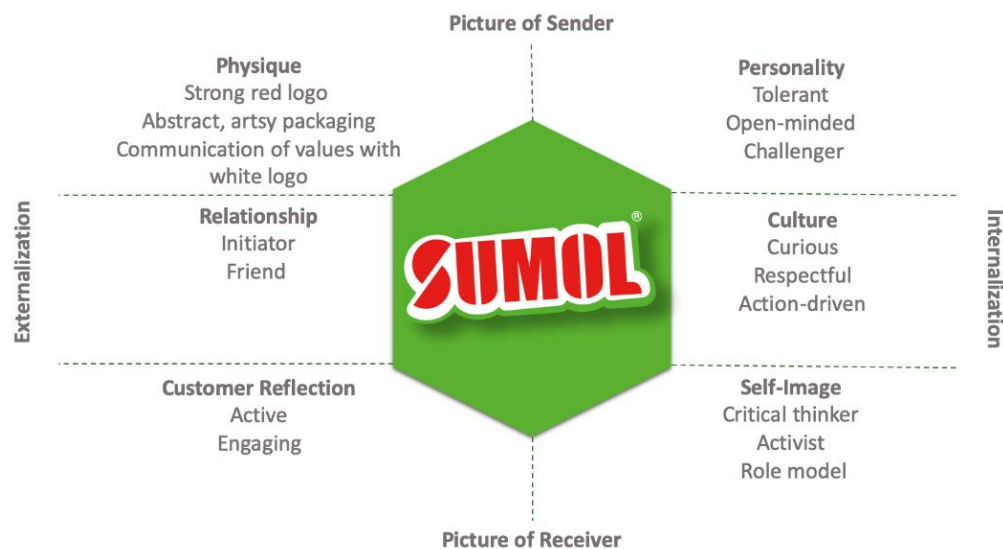 Picture of Sender
Physique
Strong red logo
Abstract, artsy packaging
Communication of values with
white logo
Personality
Tolerant
Open-minded
Challenger
Externalization
Relationship
Initiator
Friend
SUMOL®
Culture
Curious
Respectful
Action-driven
Internalization
Customer Reflection
Active
Engaging
Self-Image
Critical thinker
Activist
Role model
Picture of Receiver